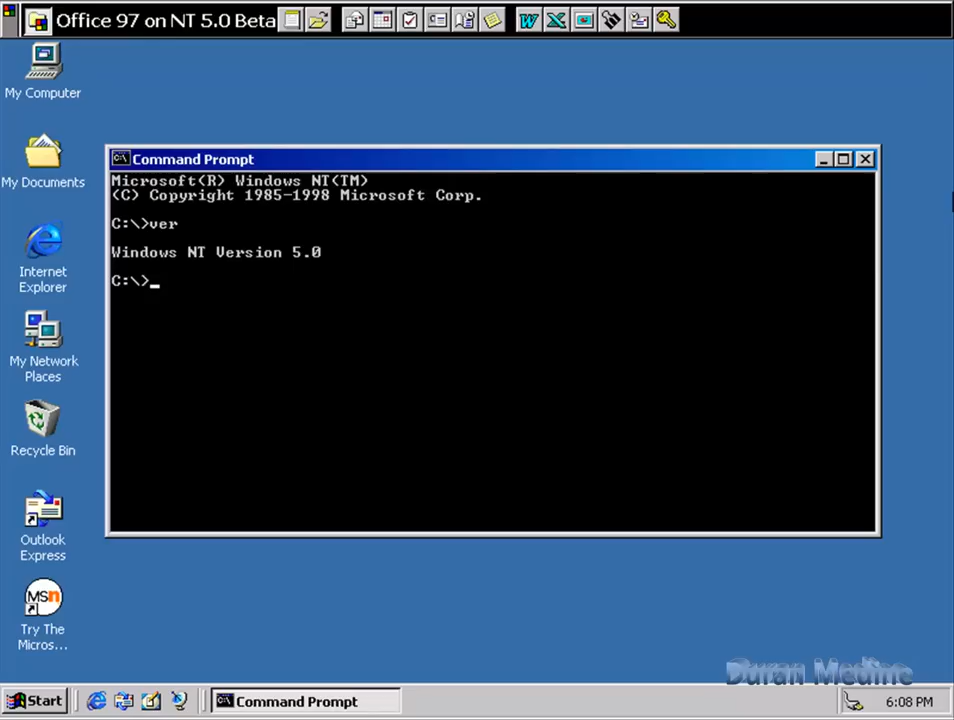 Office 97 on NT 5.0 Beta
My Computer
My Documents
Internet
Explorer
My Network
Places
Recycle Bin
Outlook
Express
MSn
Try The
Micros...
C:\ Command Prompt
Microsoft(R) Windows NT(TM)
(C) Copyright 1985-1998 Microsoft Corp.
C:\>ver
Windows NT Version 5.0
C:\>_
Duran Medine
Start
C:\ Command Prompt
6:08 PM